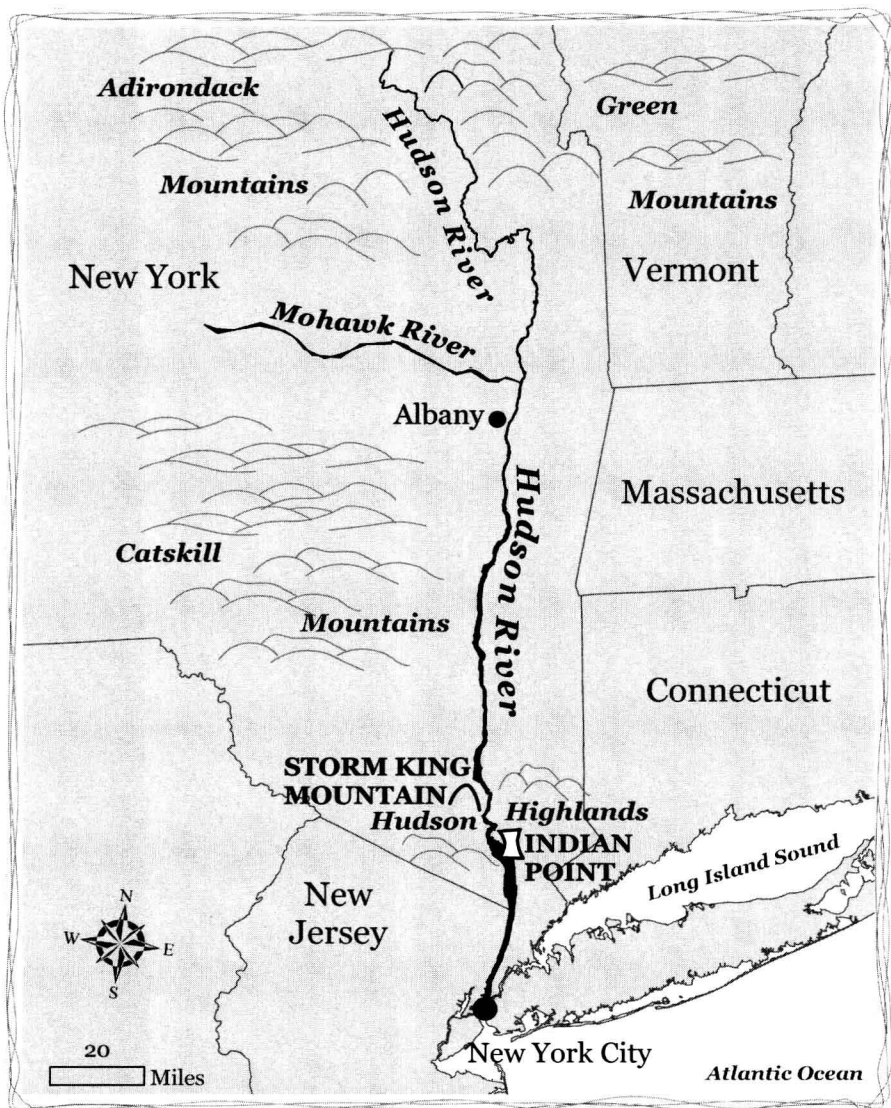 Adirondack
Mountains
Hudson River
Green
Mountains
New York
Vermont
Mohawk River
Albany
Hudson River
Massachusetts
Catskill
Mountains
Connecticut
STORM KING
MOUNTAIN
Hudson Highlands
INDIAN
POINT
Long Island Sound
New
Jersey
N
W
E
S
20
Miles
New York City
Atlantic Ocean